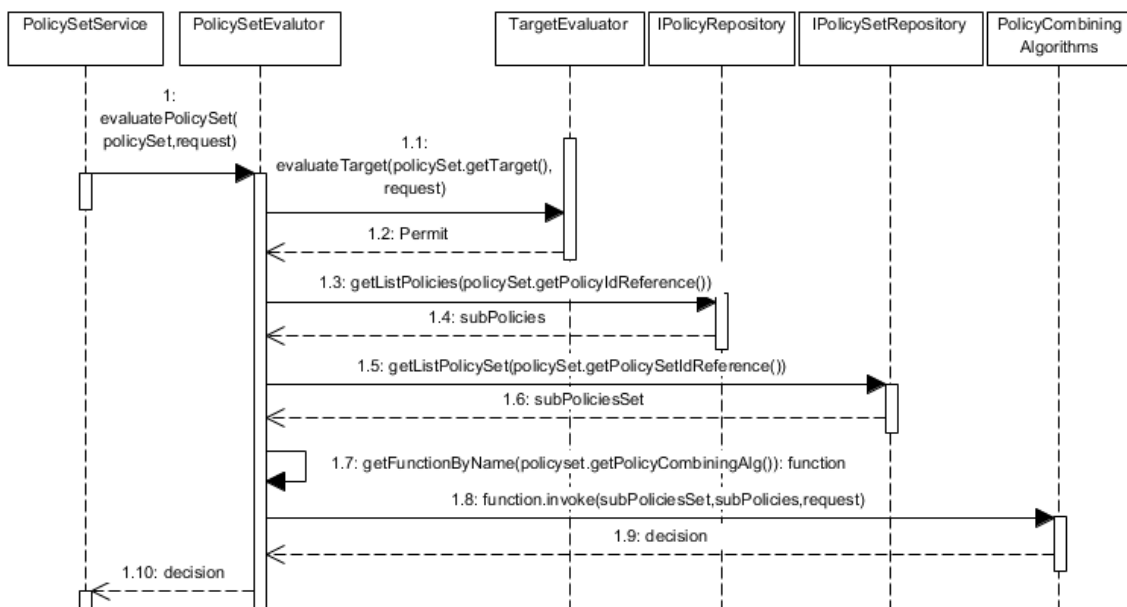 PolicySetService
PolicySetEvalutor
TargetEvaluator
IPolicyRepository
IPolicySetRepository
PolicyCombining
Algorithms
1:
evaluatePolicySet(
policySet,request)
1.1:
evaluateTarget(policySet.getTarget(),
request)
1.2: Permit
1.3: getListPolicies(policySet.getPolicyIdReference())
1.4: subPolicies
1.5: getListPolicySet(policySet.getPolicySetIdReference())
1.6: subPoliciesSet
1.7: getFunctionByName(policyset.getPolicyCombiningAlg()): function
1.8: function.invoke(subPoliciesSet,subPolicies,request)
1.9: decision
1.10: decision